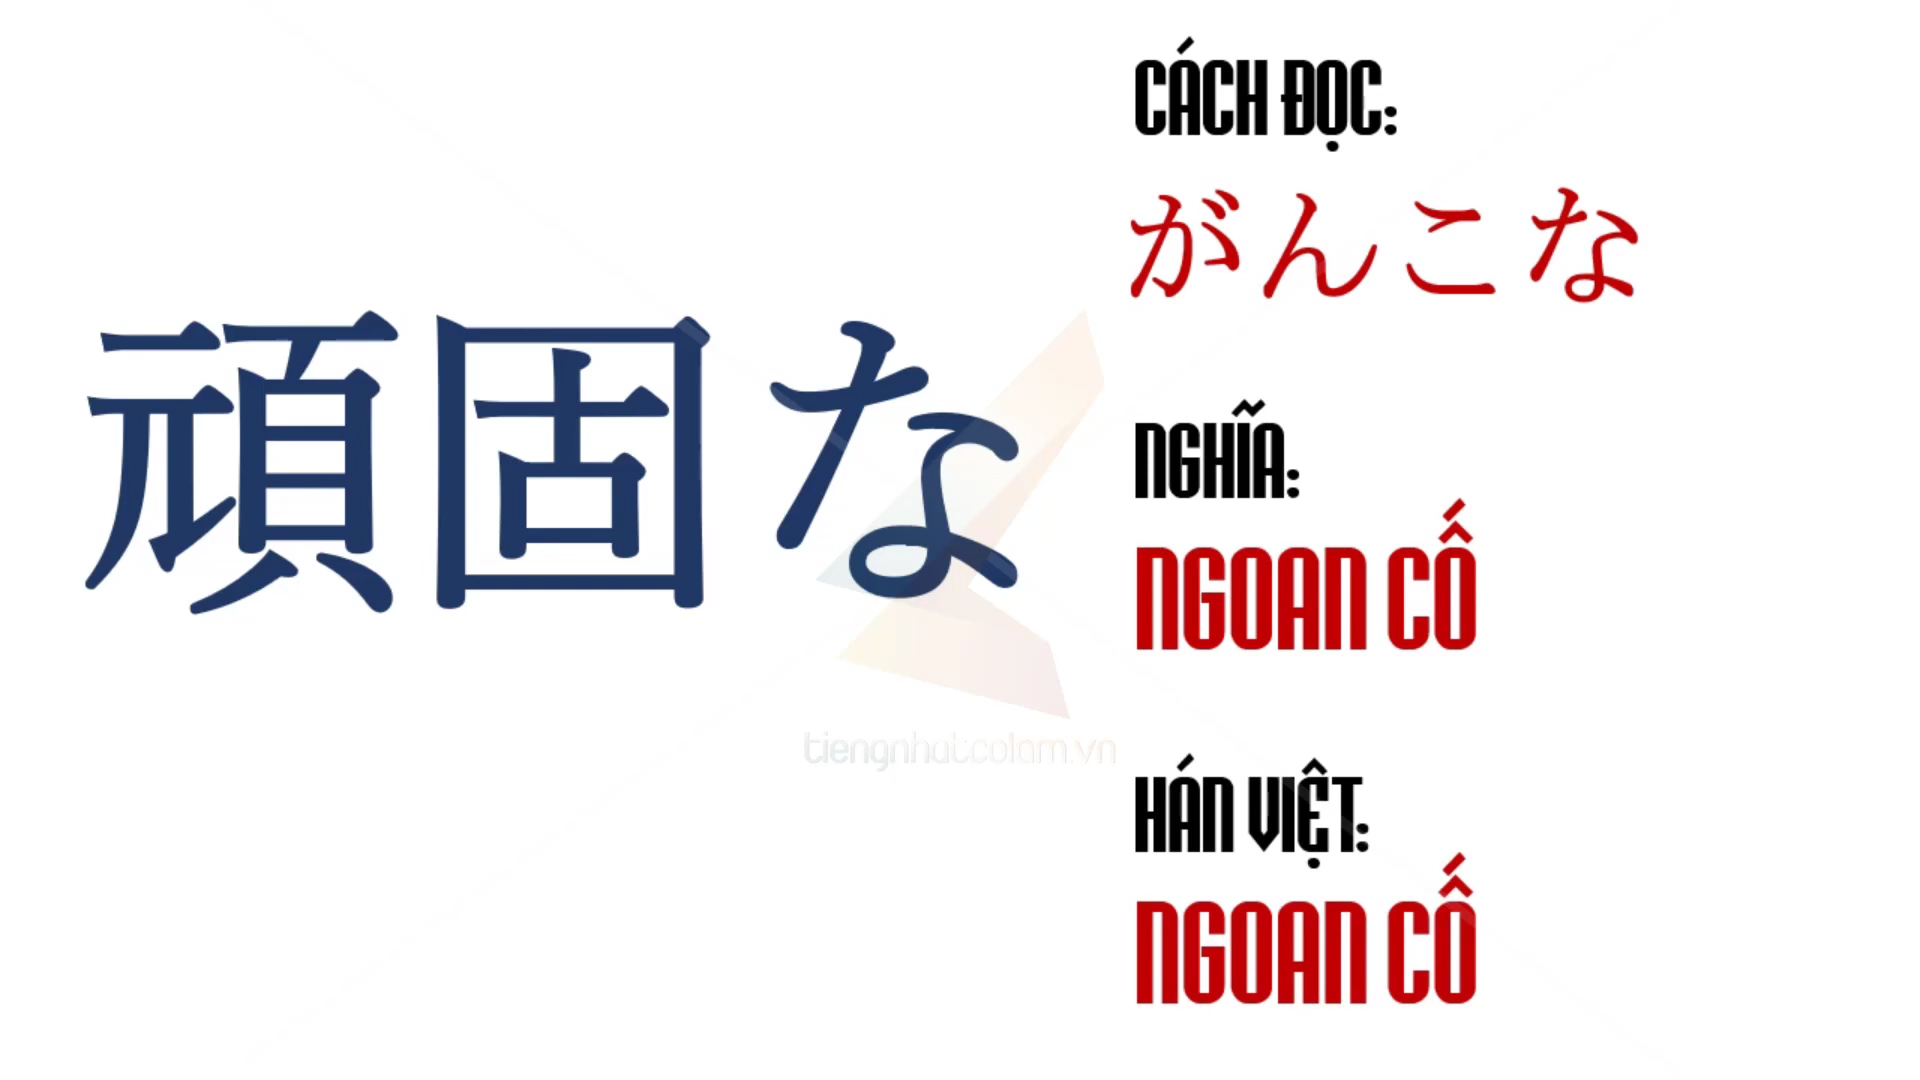 頑固な
CÁCH ĐỌC:
がんこな
NGHĨA:
NGOAN CỐ
HÁN VIỆT:
NGOAN CỐ
tiengnhatcolam.vn